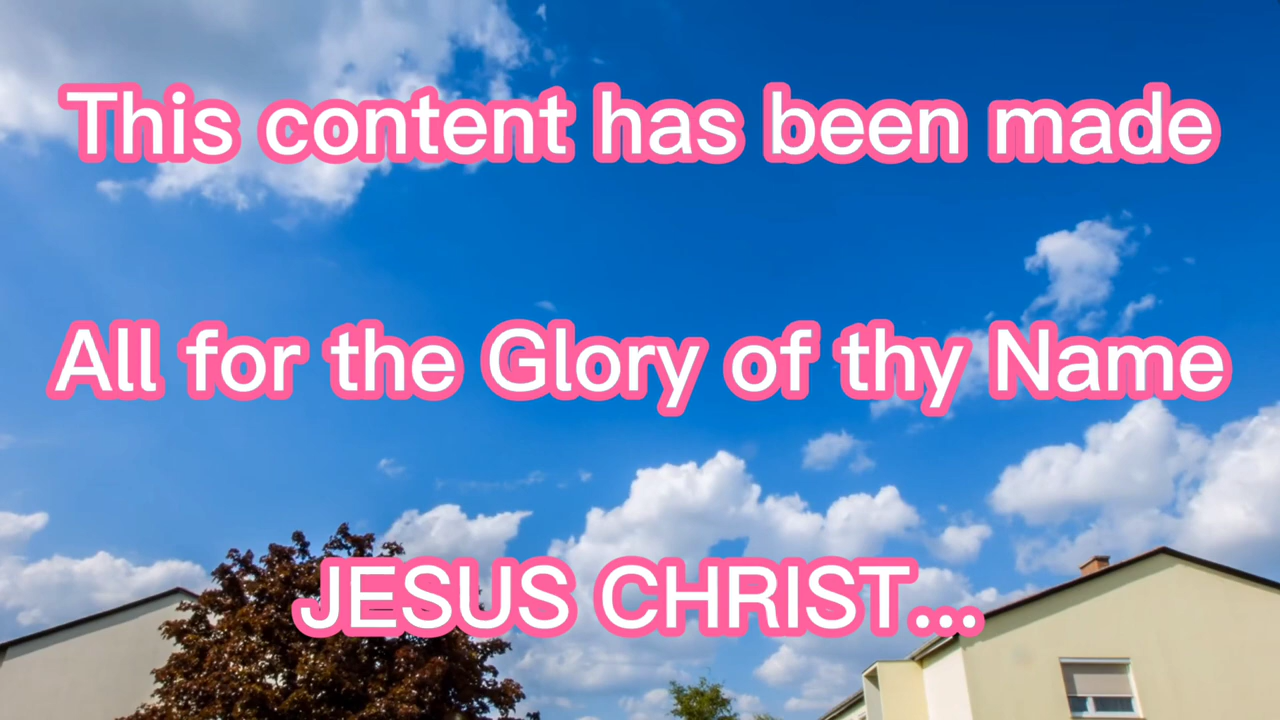 This content has been made
All for the Glory of thy Name
JESUS CHRIST...